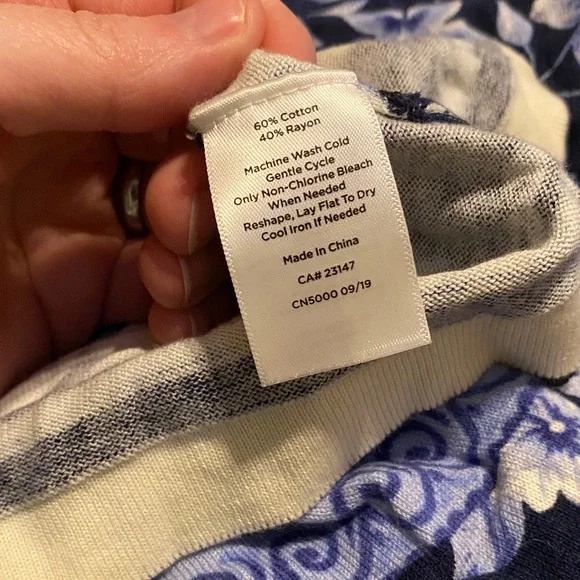 60% Cotton
40% Rayon
Machine Wash Cold
Gentle Cycle
Only Non-Chlorine Bleach
When Needed
Reshape, Lay Flat To Dry
Cool Iron If Needed
Made In China
CA# 23147
CN5000 09/19